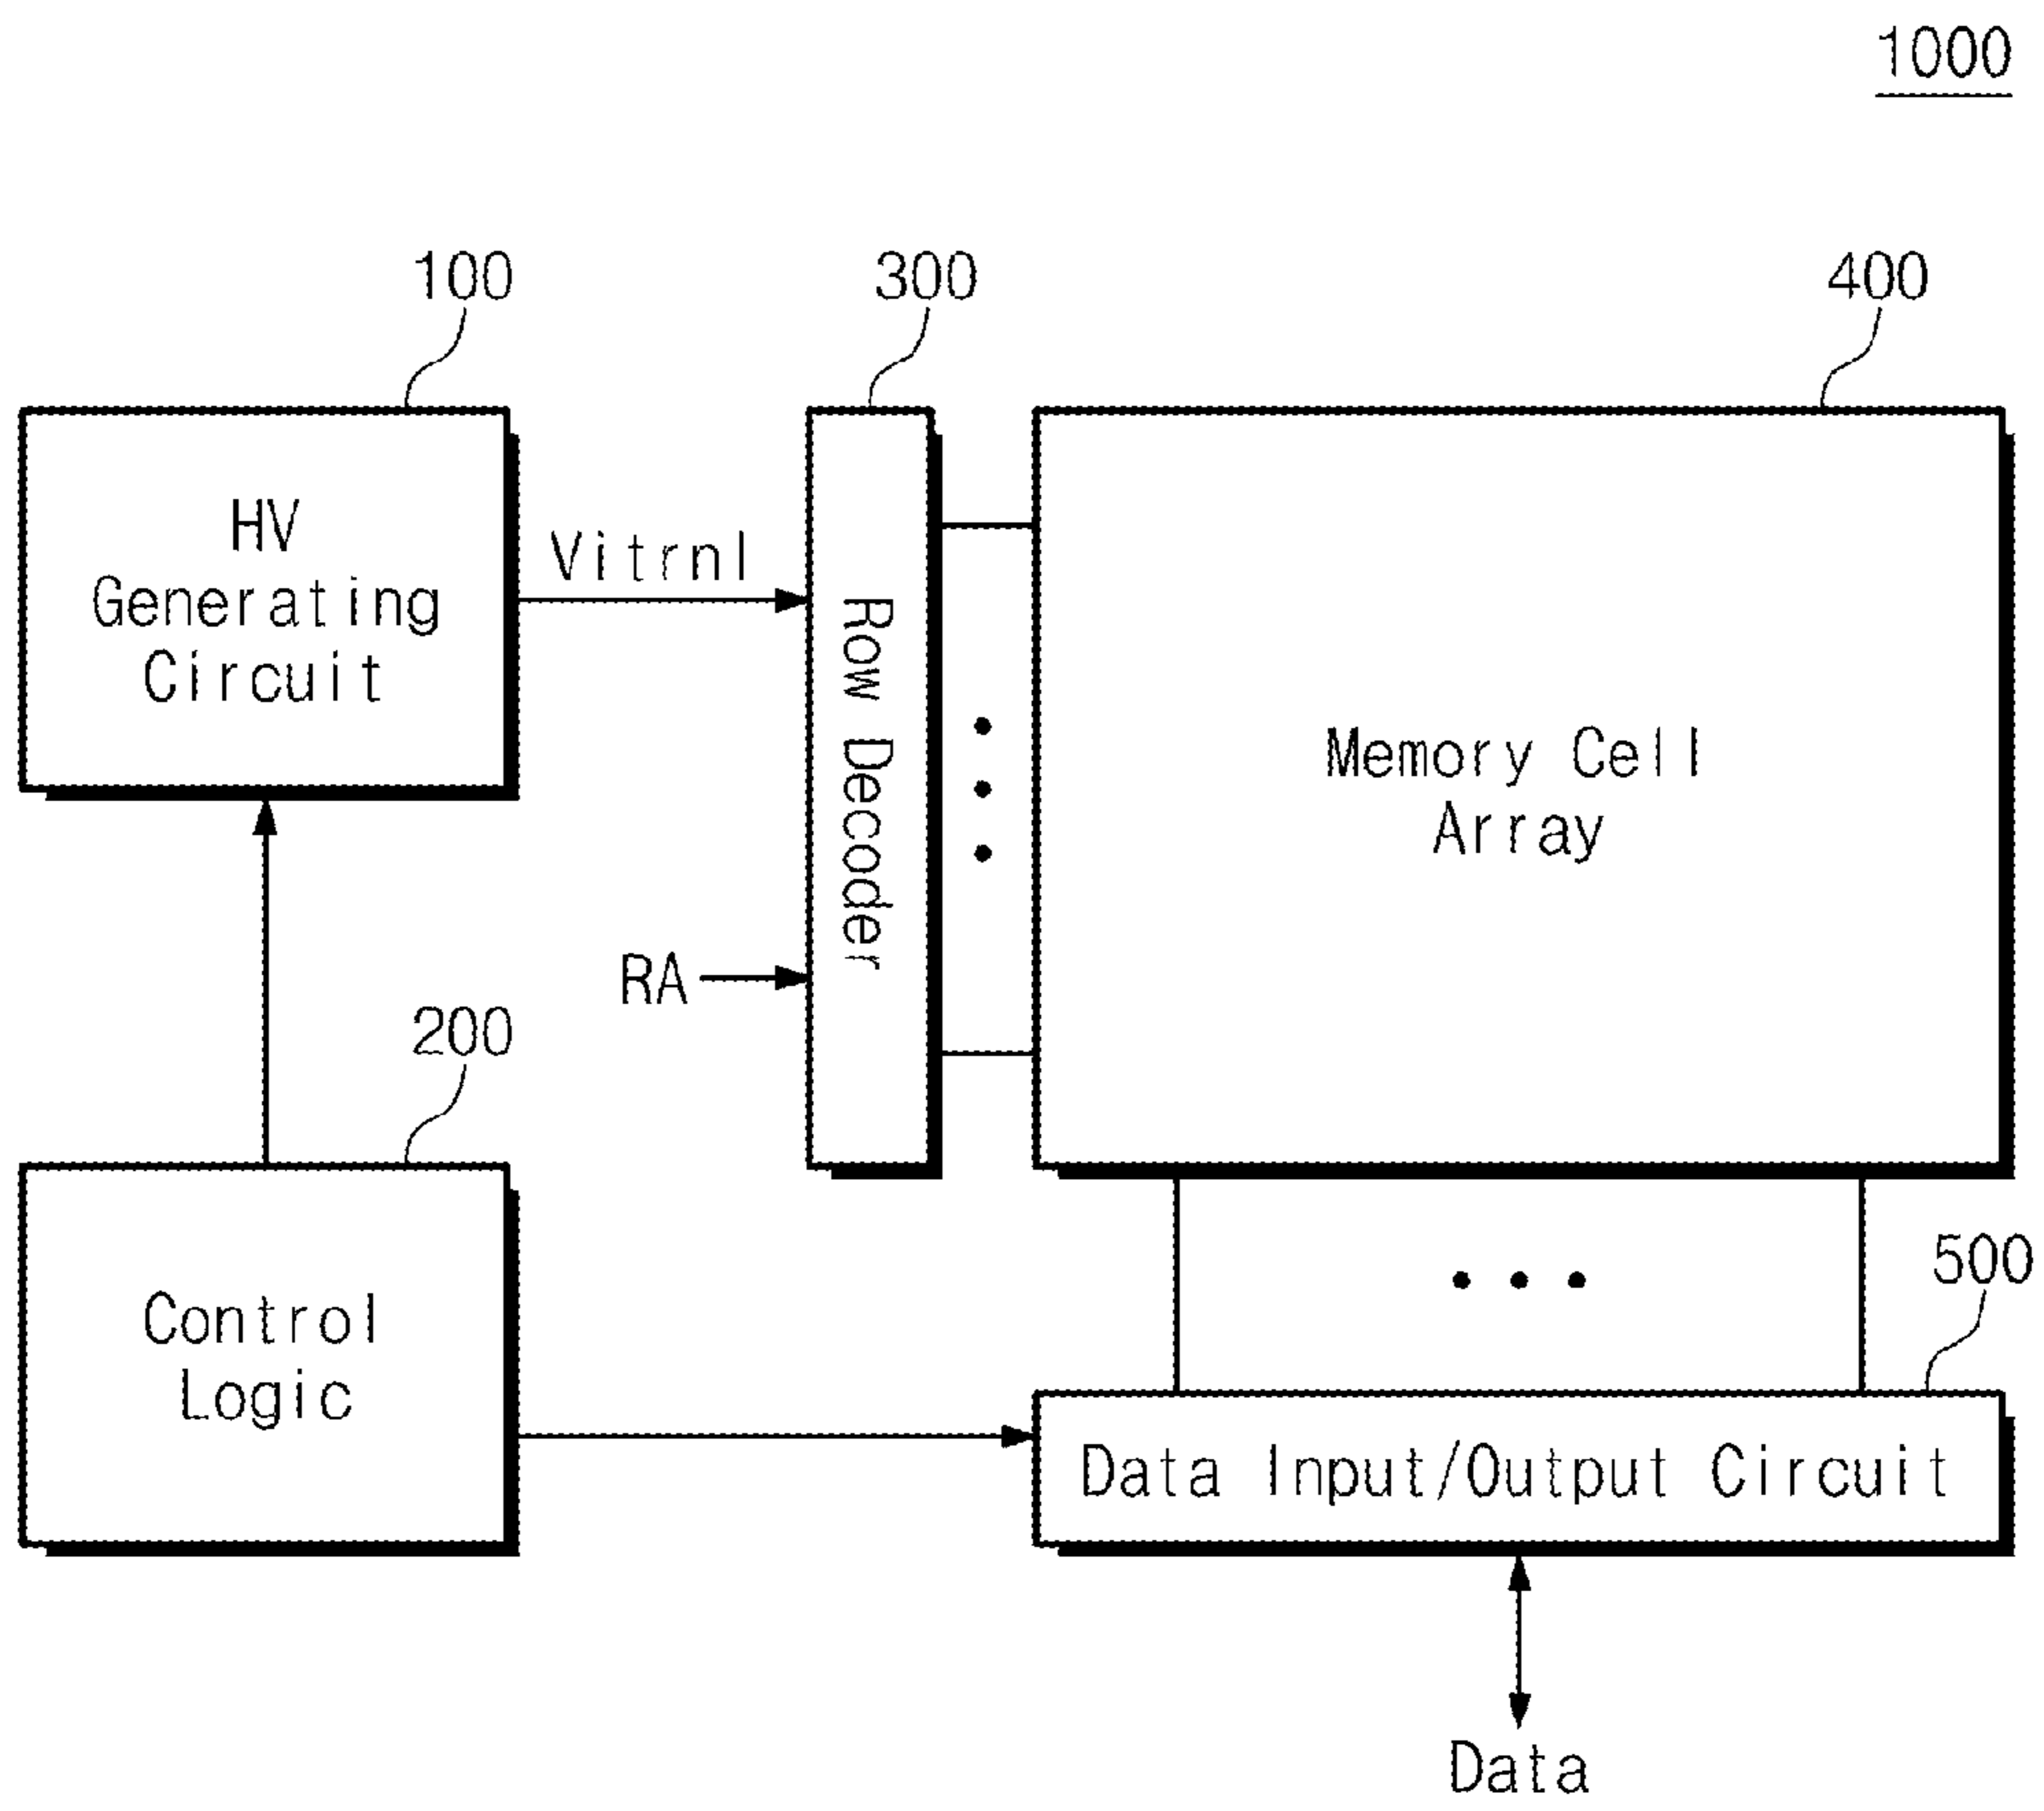 1000
100
300
400
HV
Generating
Circuit
Vitrnl
Row Decoder
Memory Cell
Array
RA
200
Control
Logic
500
Data Input/Output Circuit
Data